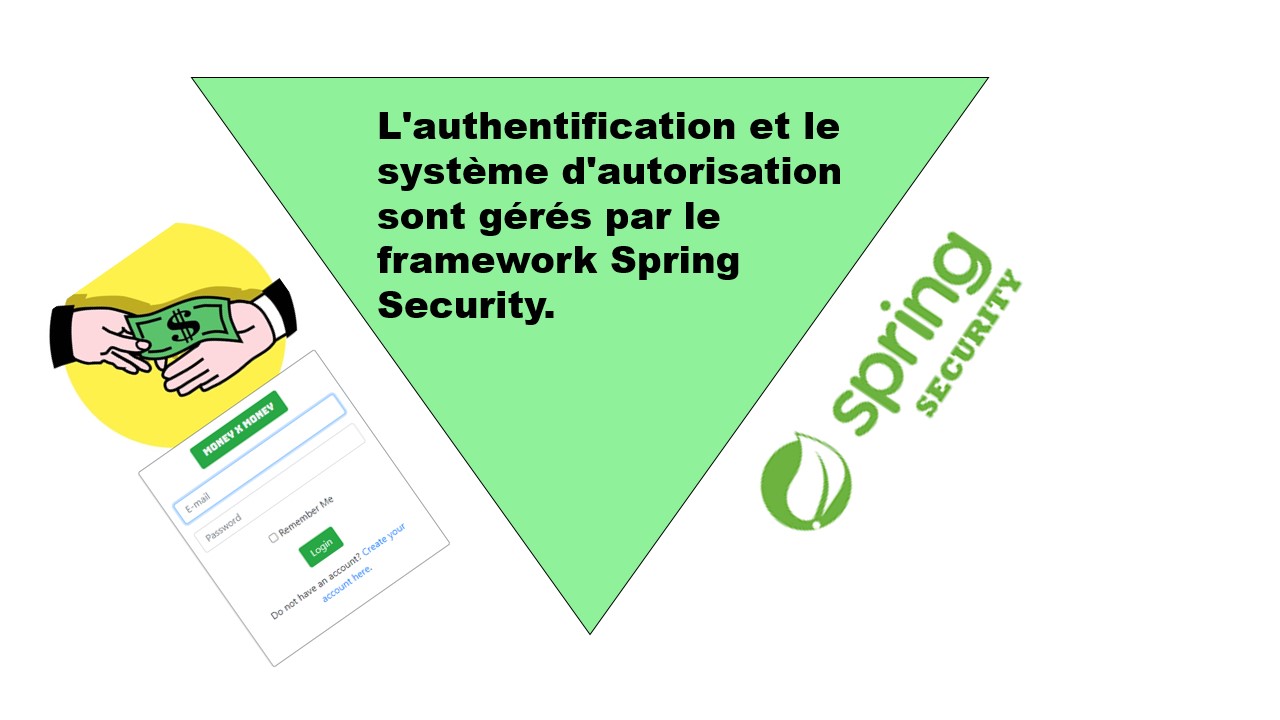 L'authentification et le
système d'autorisation
sont gérés par le
framework Spring
Security.
$
MONEY X MONEY
E-mail
Password
Remember Me
Login
Do not have an account? Create your
account here.
spring
SECURITY